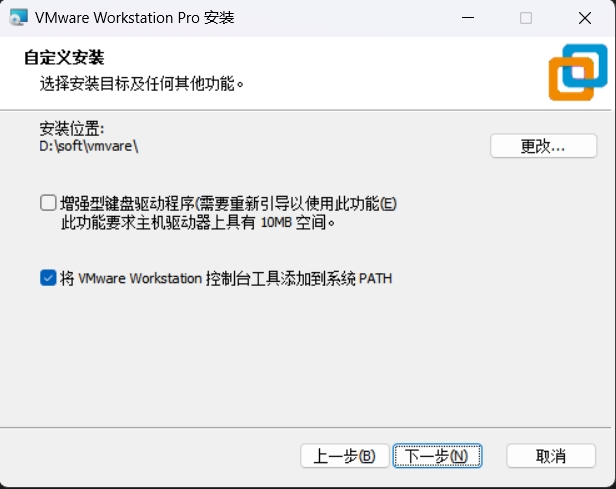 VMware Workstation Pro 安装
自定义安装
选择安装目标及任何其他功能。
安装位置:
D:\soft\vmvare\
更改...
增强型键盘驱动程序(需要重新引导以使用此功能(E)
此功能要求主机驱动器上具有 10MB 空间。
将 VMware Workstation 控制台工具添加到系统 PATH
上一步(B)
下一步(N)
取消